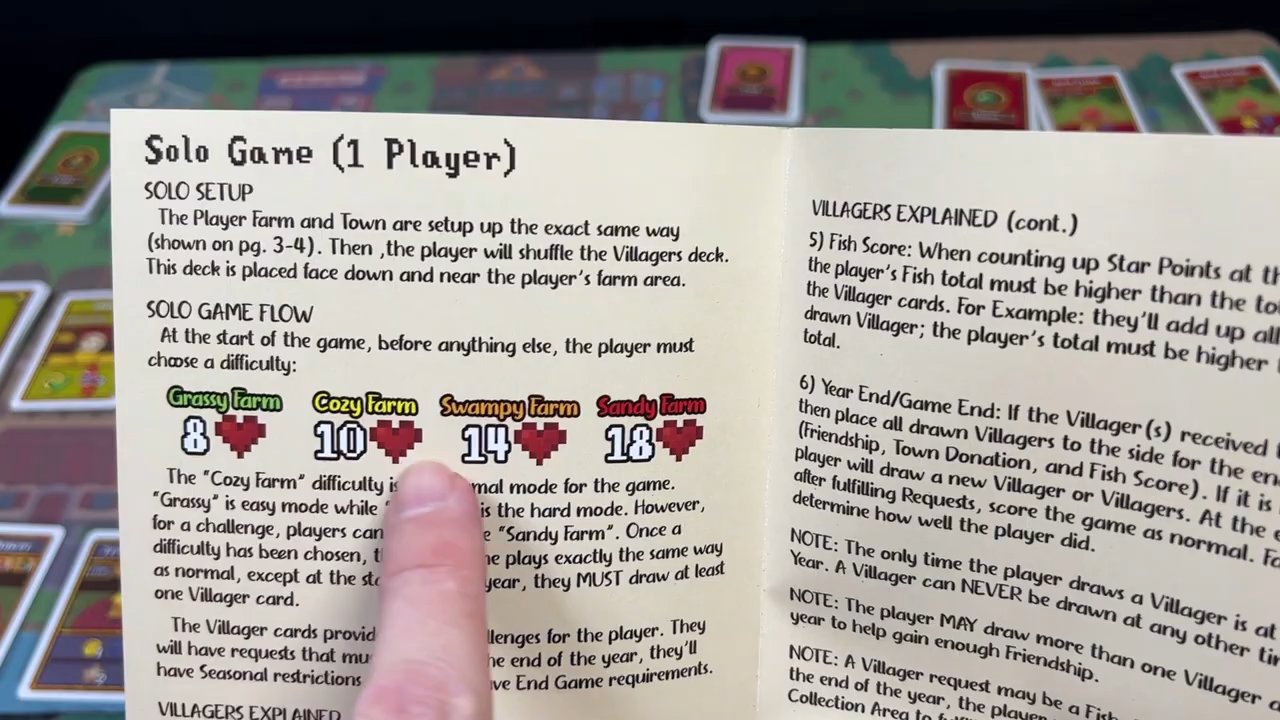 Solo Game (1 Player)
SOLO SETUP
The Player Farm and Town are setup up the exact same way
(shown on pg. 3-4). Then ,the player will shuffle the Villagers deck.
This deck is placed face down and near the player's farm area.
SOLO GAME FLOW
At the start of the game, before anything else, the player must
choose a difficulty:
Grassy Farm Cozy Farm Swampy Farm Sandy Farm
8 10 14 18
The "Cozy Farm" difficulty mal mode for the game.
"Grassy" is easy mode while is the hard mode. However,
for a challenge, players can "Sandy Farm". Once a
difficulty has been chosen, plays exactly the same way
as normal, except at the year, they MUST draw at least
one Villager card.
The Villager cards provid lenges for the player. They
will have requests that end of the year, they'll
have Seasonal restrictions End Game requirements.
VILLAGERS EXPLAINED
VILLAGERS EXPLAINED (cont.)
5) Fish Score: When counting up Star Points at
the player's Fish total must be higher than the
the Villager cards. For Example: they'll add up all
drawn Villager; the player's total must be higher
total.
6) Year End/Game End: If the Villager(s) received
then place all drawn Villagers to the side for the
(Friendship, Town Donation, and Fish Score). If it is
player will draw a new Villager or Villagers. At the
after fulfilling Requests, score the game as normal.
determine how well the player did.
NOTE: The only time the player draws a Villager is at
Year. A Villager can NEVER be drawn at any other
NOTE: The player MAY draw more than one Villager
year to help gain enough Friendship.
NOTE: A Villager request may be a
the end of the year, the player
Collection Area to